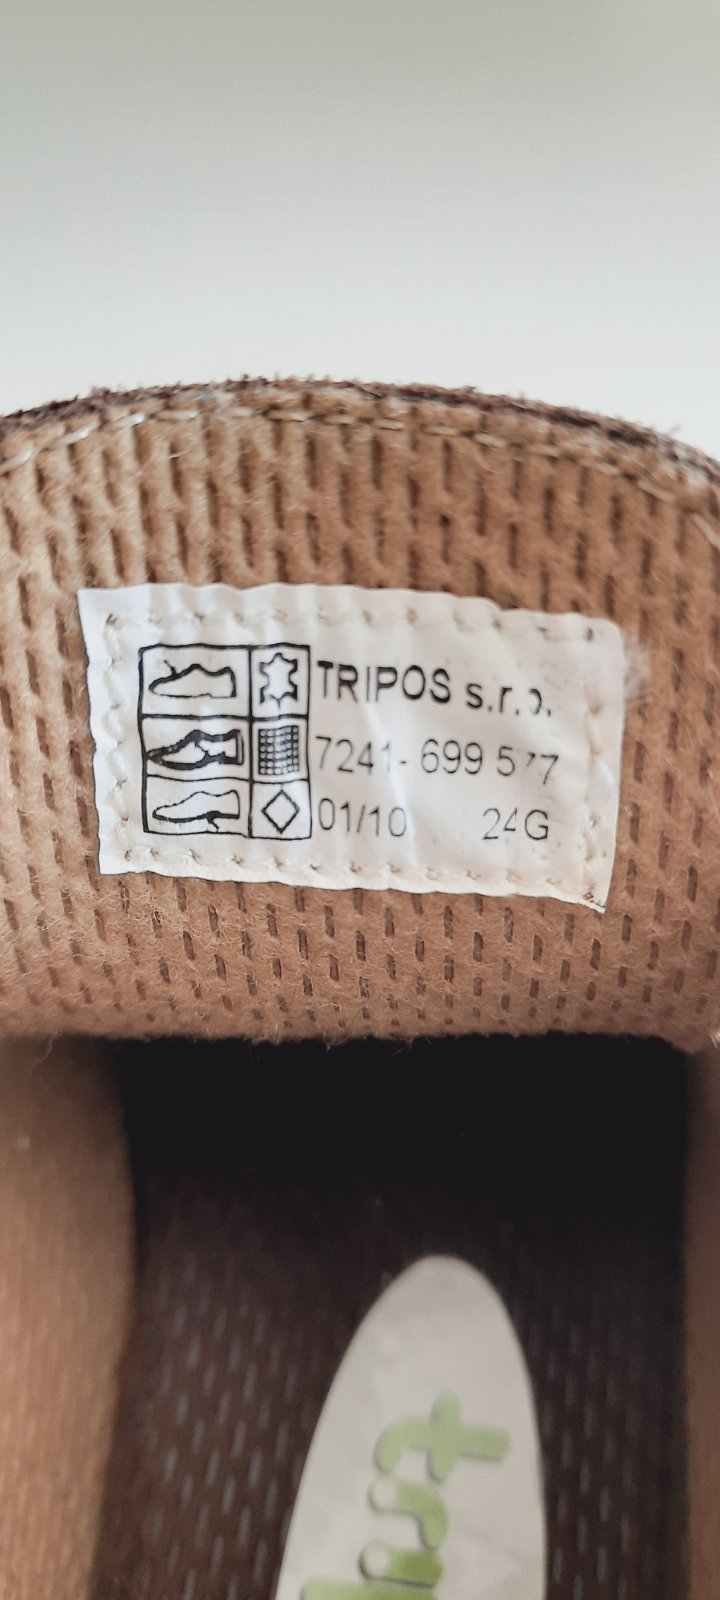 TRIPOS s.r.o.
7241- 699 577
01/10 24G